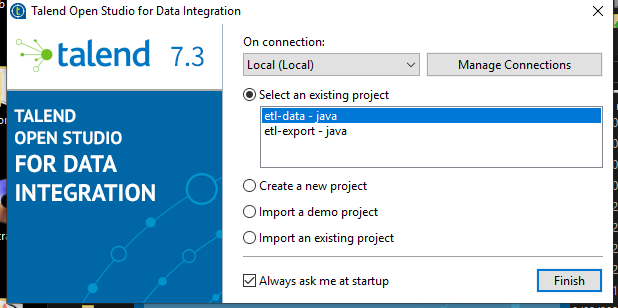 Talend Open Studio for Data Integration
talend 7.3
TALEND
OPEN STUDIO
FOR DATA
INTEGRATION
On connection:
Local (Local)
Manage Connections
Select an existing project
etl-data - java
etl-export - java
Create a new project
Import a demo project
Import an existing project
Always ask me at startup
Finish